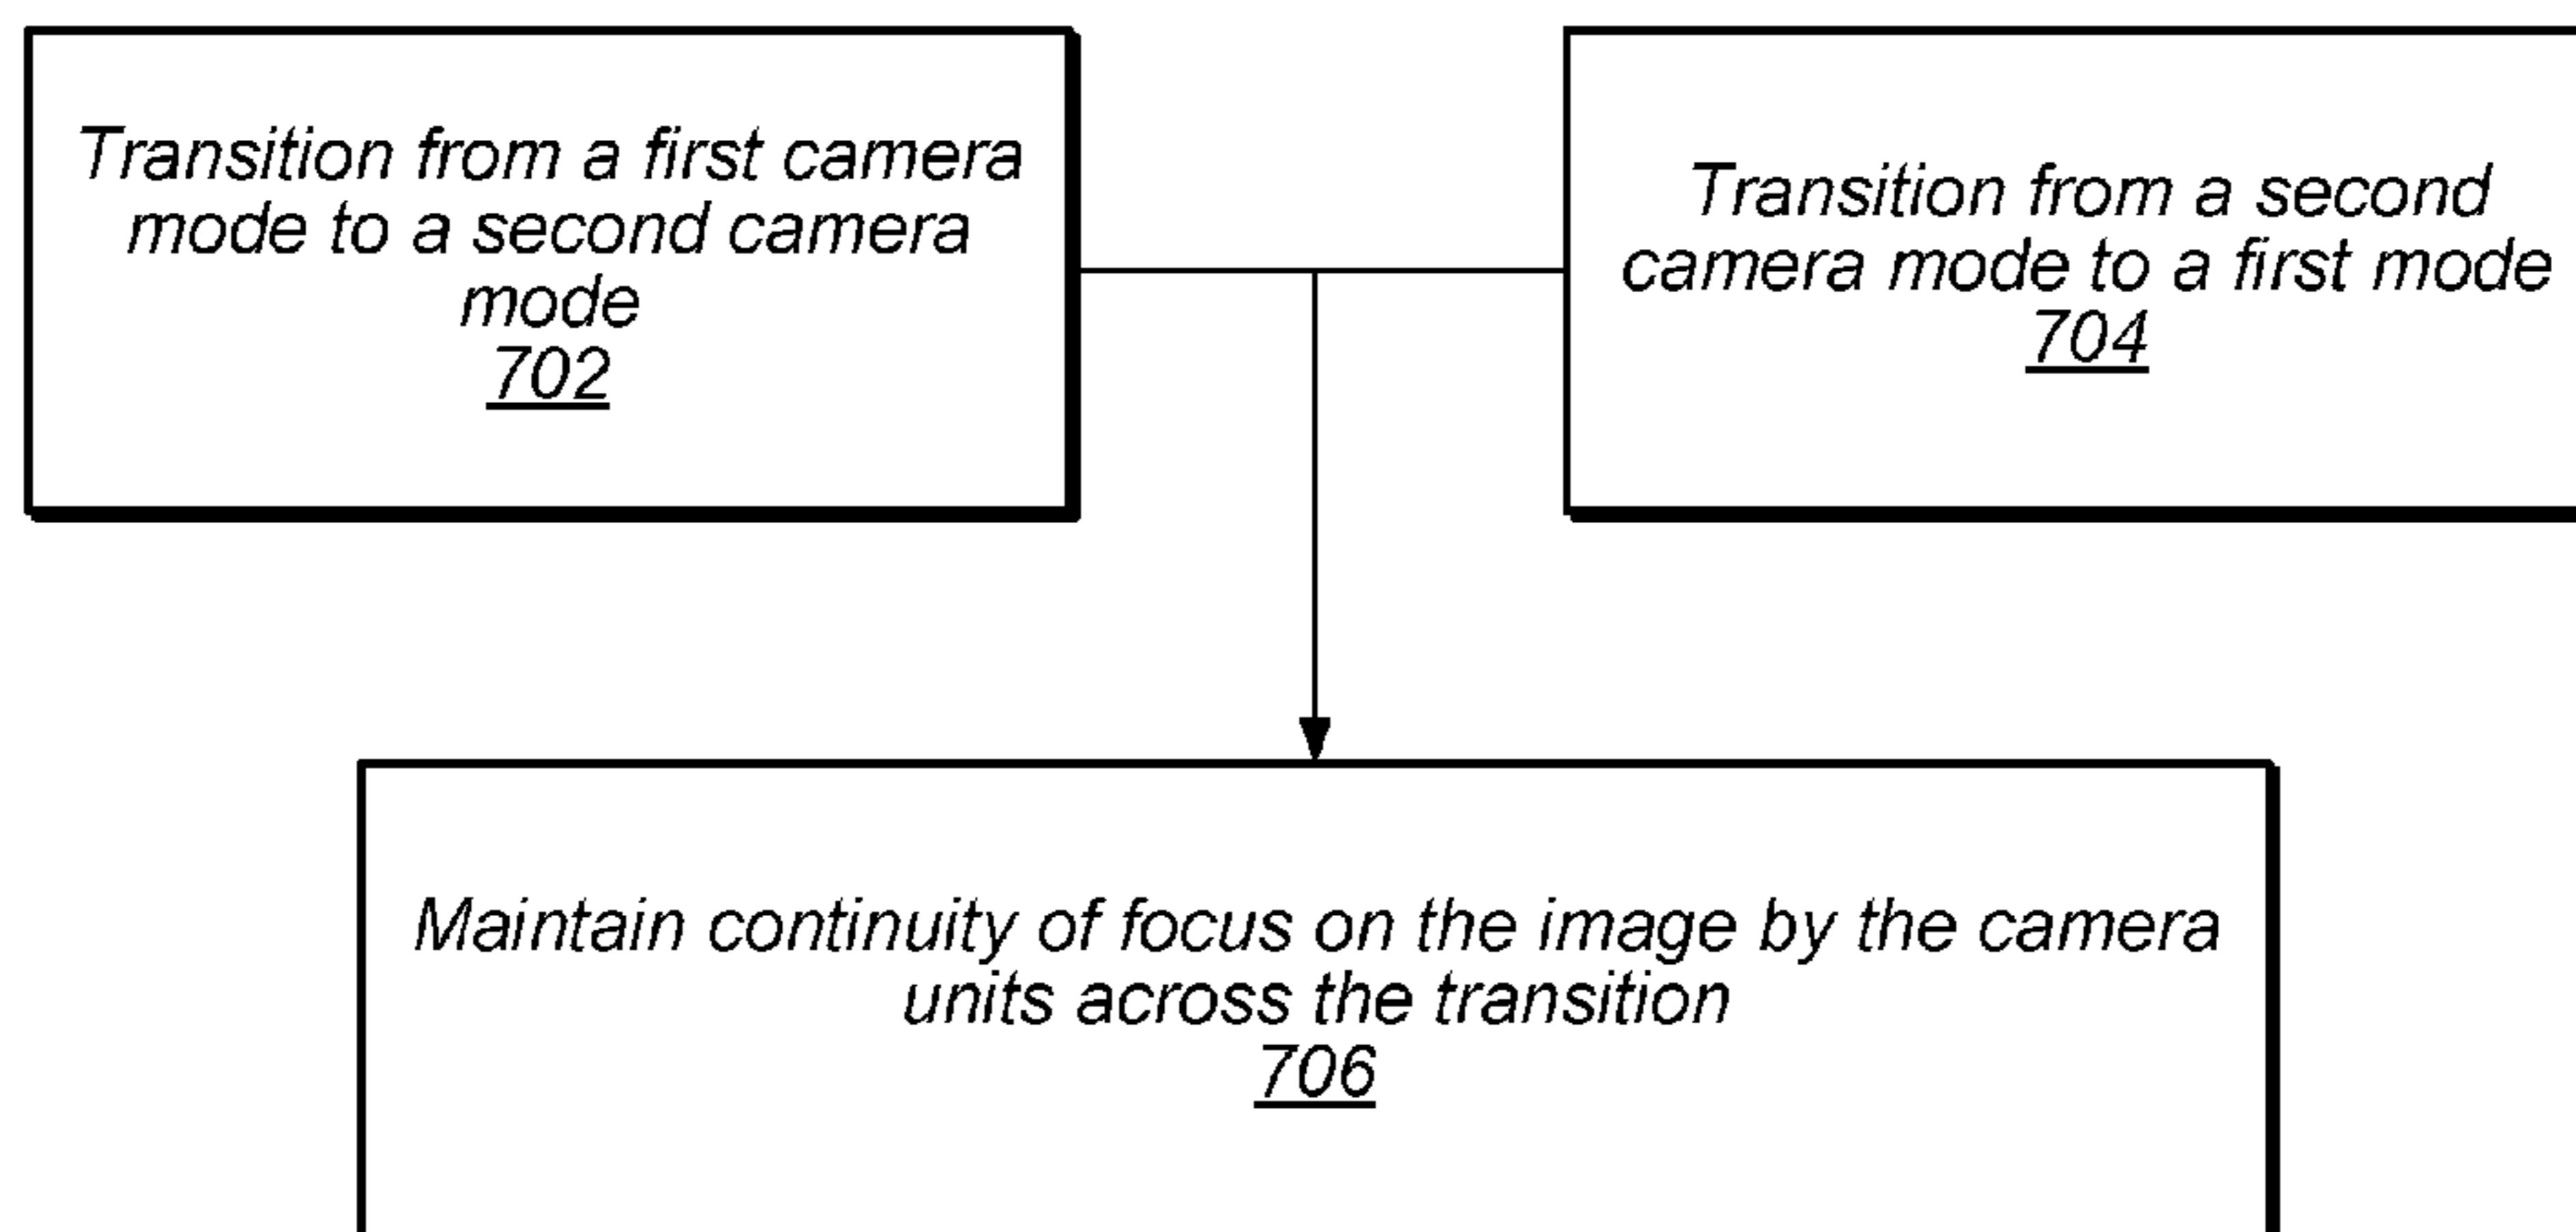 Transition from a first camera
mode to a second camera
mode
702
Transition from a second
camera mode to a first mode
704
Maintain continuity of focus on the image by the camera
units across the transition
706